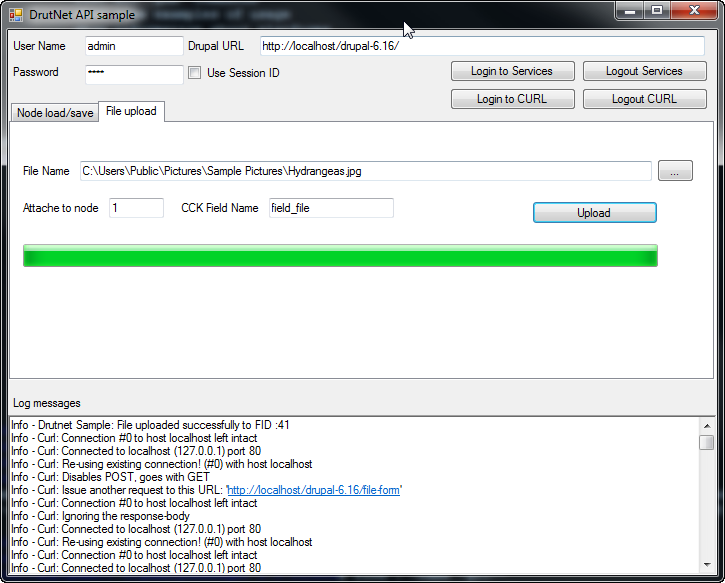 DrutNet API sample
User Name admin Drupal URL http://localhost/drupal-6.16/
Password **** Use Session ID Login to Services Logout Services
Login to CURL Logout CURL
Node load/save File upload
File Name C:\Users\Public\Pictures\Sample Pictures\Hydrangeas.jpg ...
Attache to node 1 CCK Field Name field_file Upload
Log messages
Info - Drutnet Sample: File uploaded successfully to FID :41
Info - Curl: Connection #0 to host localhost left intact
Info - Curl: Connected to localhost (127.0.0.1) port 80
Info - Curl: Re-using existing connection! (#0) with host localhost
Info - Curl: Disables POST, goes with GET
Info - Curl: Issue another request to this URL: 'http://localhost/drupal-6.16/file-form'
Info - Curl: Connection #0 to host localhost left intact
Info - Curl: Ignoring the response-body
Info - Curl: Connected to localhost (127.0.0.1) port 80
Info - Curl: Re-using existing connection! (#0) with host localhost
Info - Curl: Connection #0 to host localhost left intact
Info - Curl: Connected to localhost (127.0.0.1) port 80